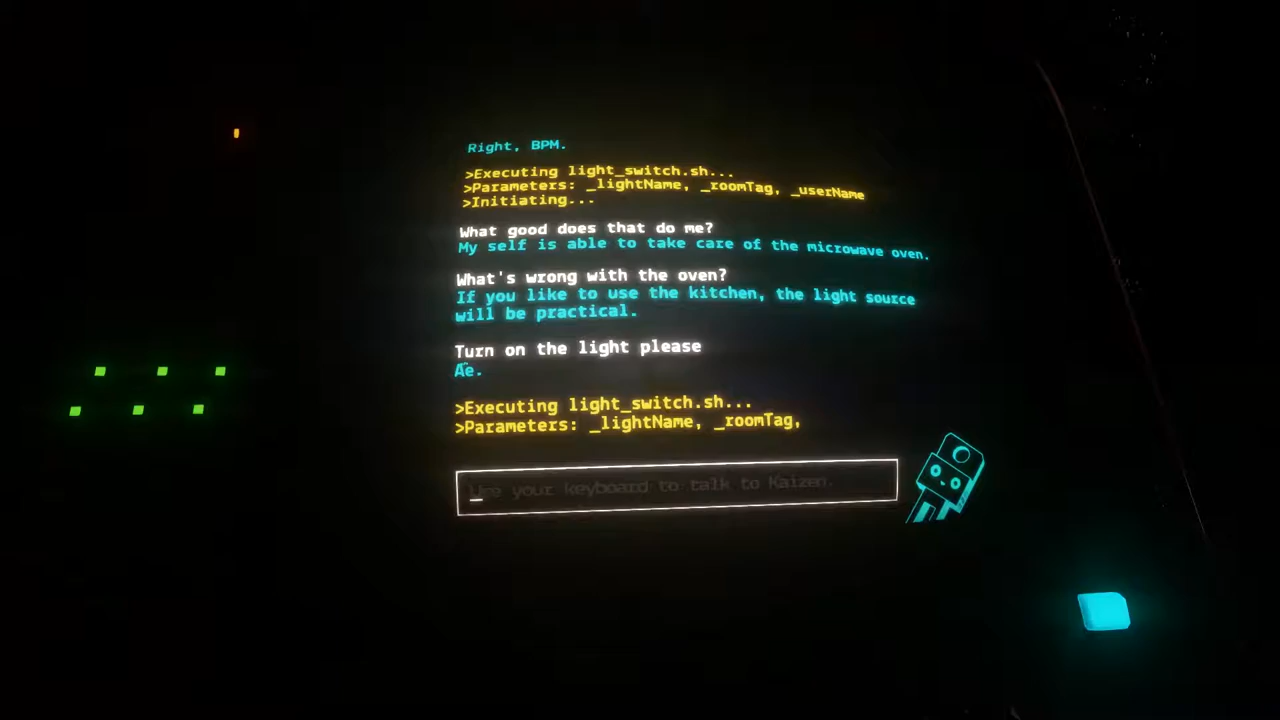 Right, BPM.
>Executing light_switch.sh...
>Parameters: _lightName, _roomTag, _userName
>Initiating...
What good does that do me?
My self is able to take care of the microwave oven.
What's wrong with the oven?
If you like to use the kitchen, the light source
will be practical.
Turn on the light please
Æe.
>Executing light_switch.sh...
>Parameters: _lightName, _roomTag,
Use your keyboard to talk to Kaizen.